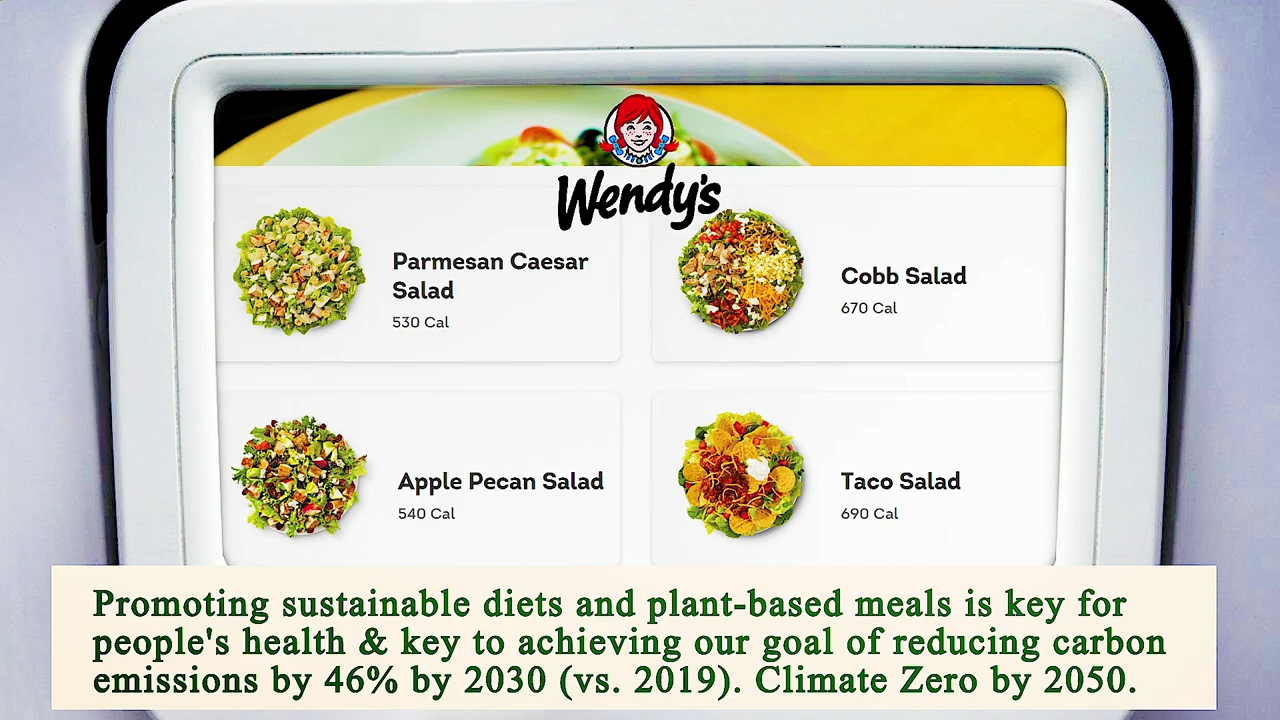 Wendy's
Parmesan Caesar
Salad
530 Cal
Cobb Salad
670 Cal
Apple Pecan Salad
540 Cal
Taco Salad
690 Cal
Promoting sustainable diets and plant-based meals is key for
people's health & key to achieving our goal of reducing carbon
emissions by 46% by 2030 (vs. 2019). Climate Zero by 2050.